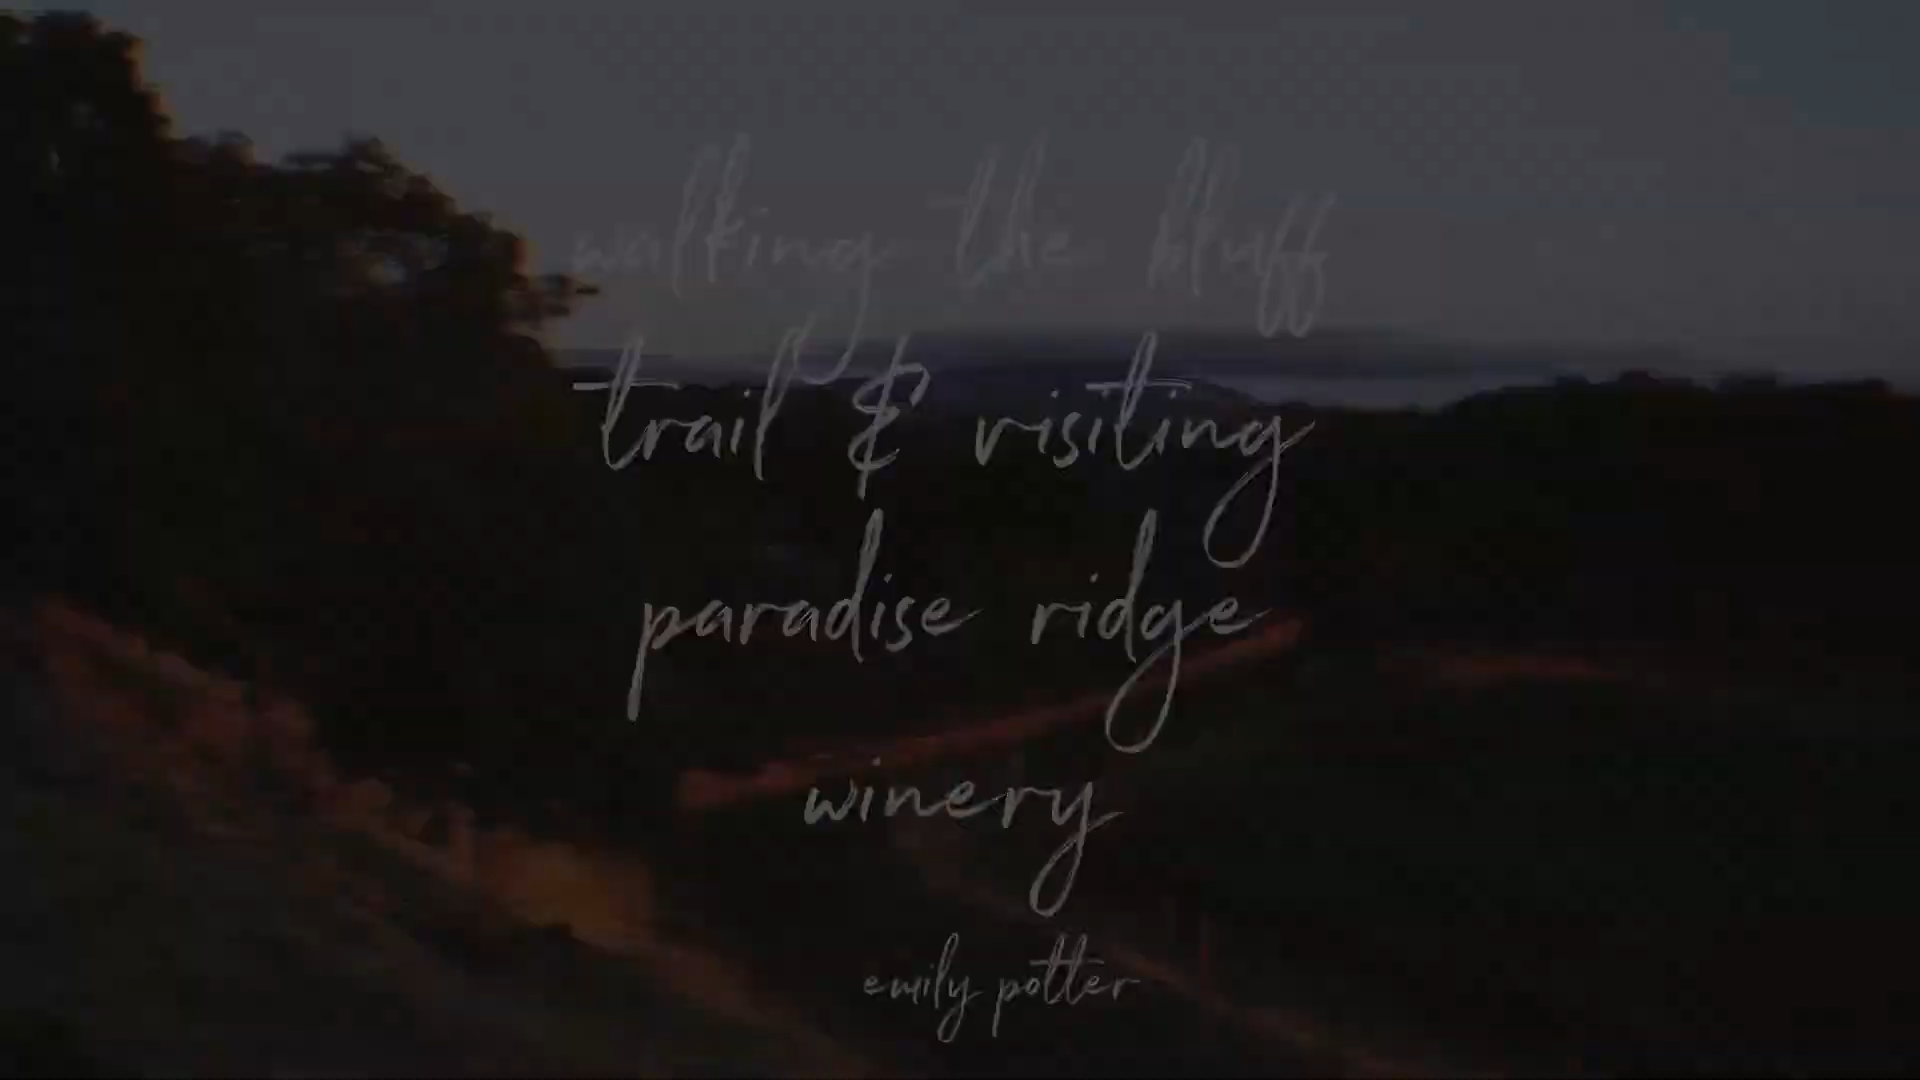 walking the bluff
trail & visiting
paradise ridge
winery
emily potter